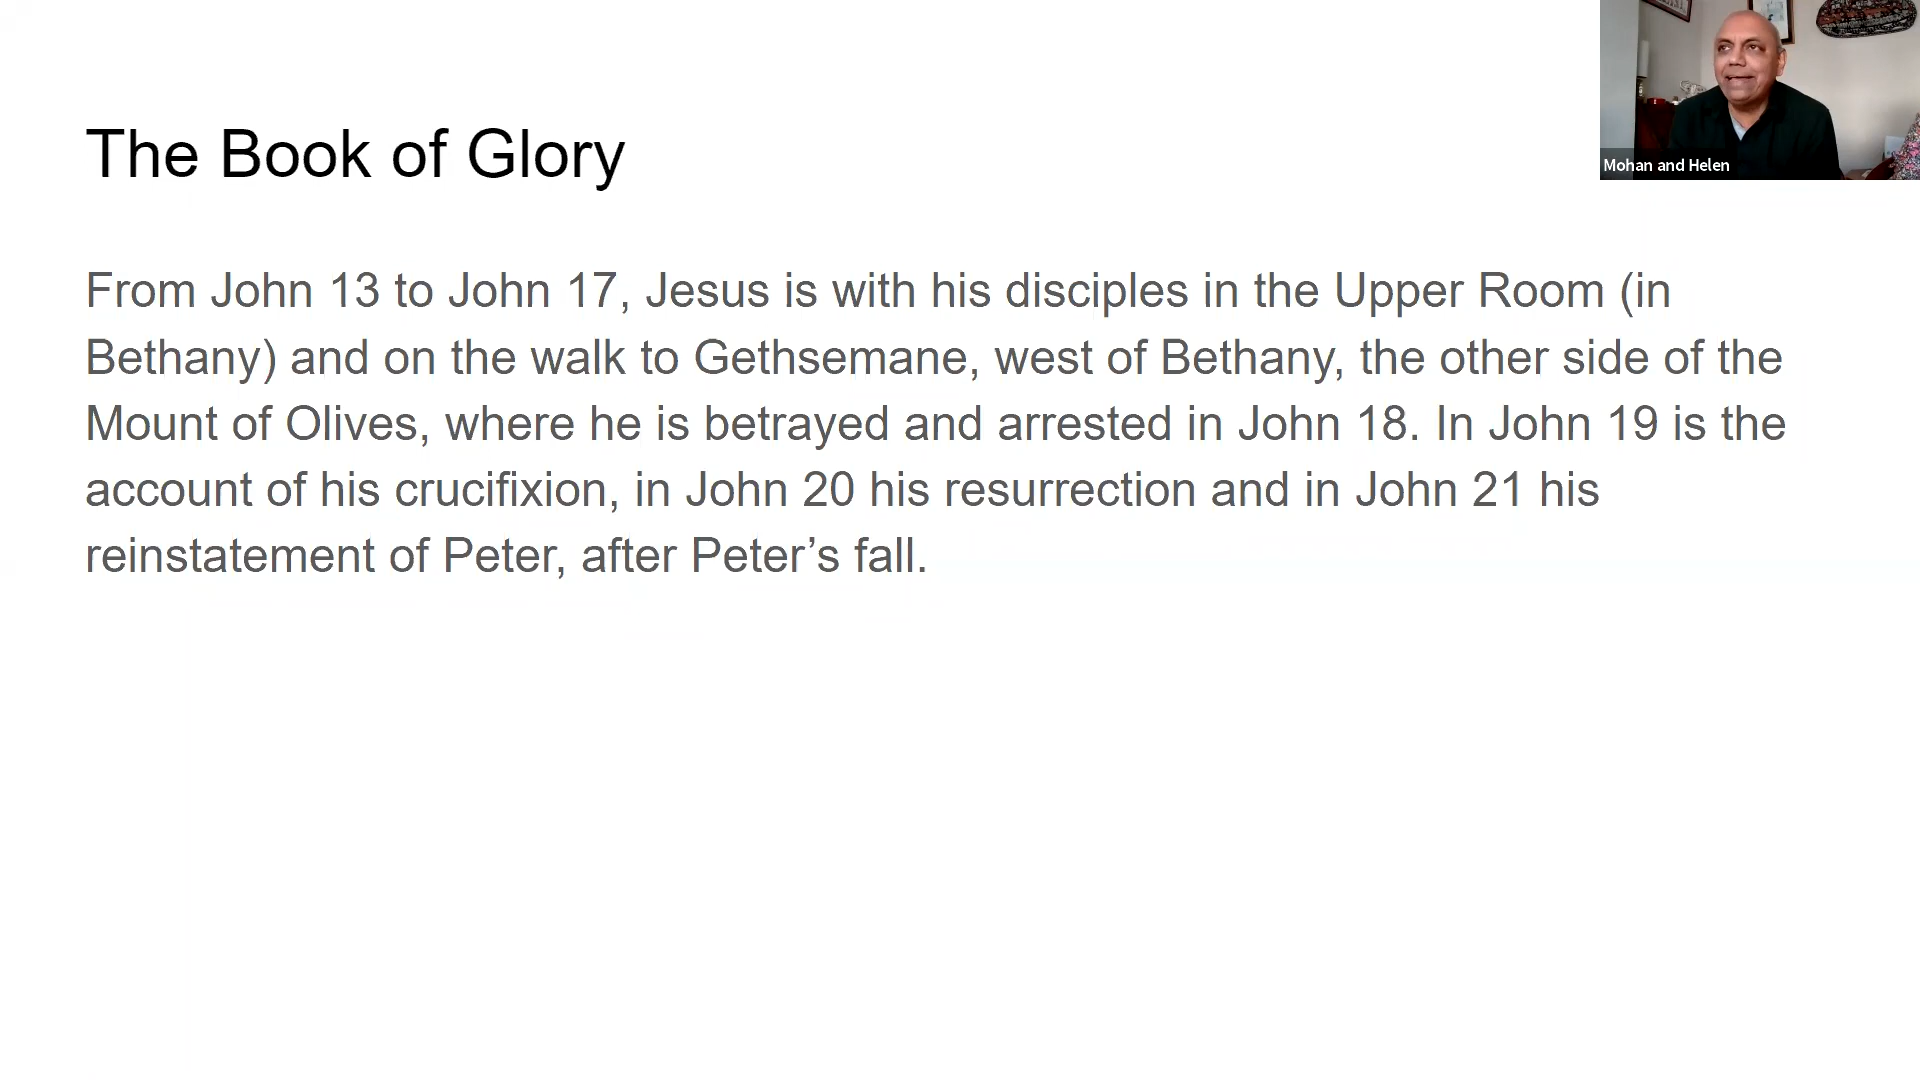 The Book of Glory
Mohan and Helen
From John 13 to John 17, Jesus is with his disciples in the Upper Room (in
Bethany) and on the walk to Gethsemane, west of Bethany, the other side of the
Mount of Olives, where he is betrayed and arrested in John 18. In John 19 is the
account of his crucifixion, in John 20 his resurrection and in John 21 his
reinstatement of Peter, after Peter’s fall.